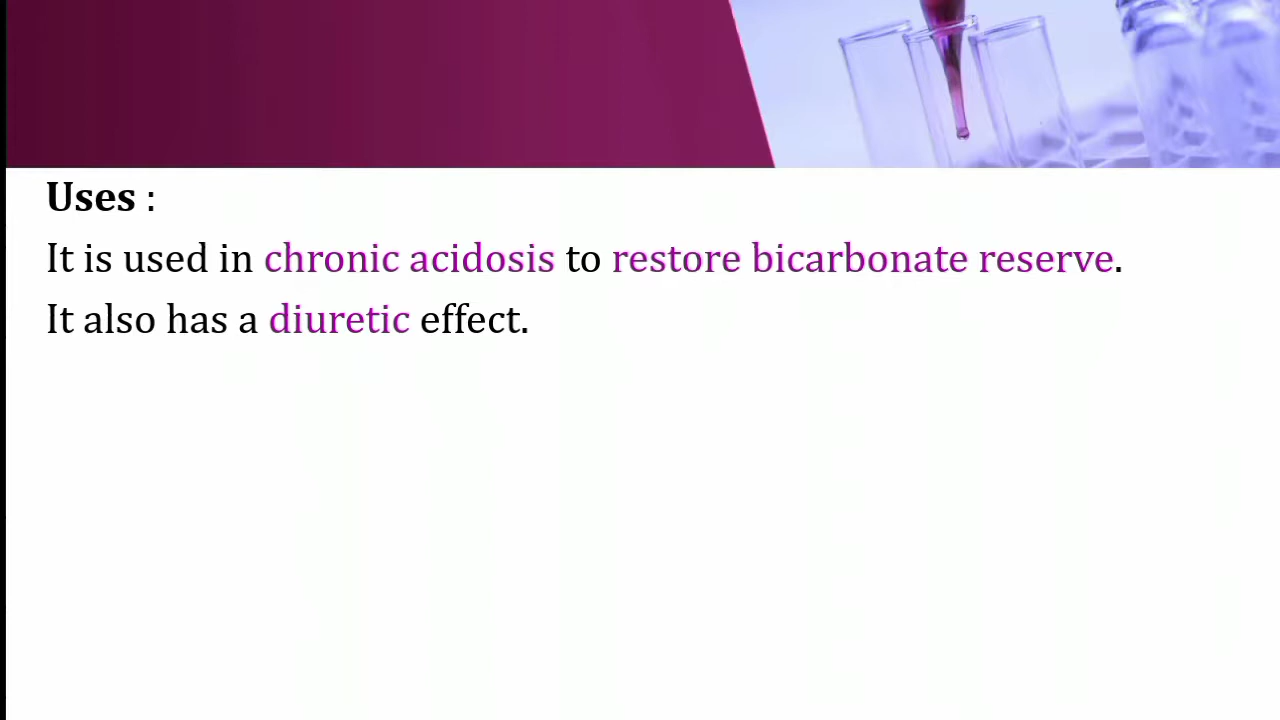 Uses :
It is used in chronic acidosis to restore bicarbonate reserve.
It also has a diuretic effect.